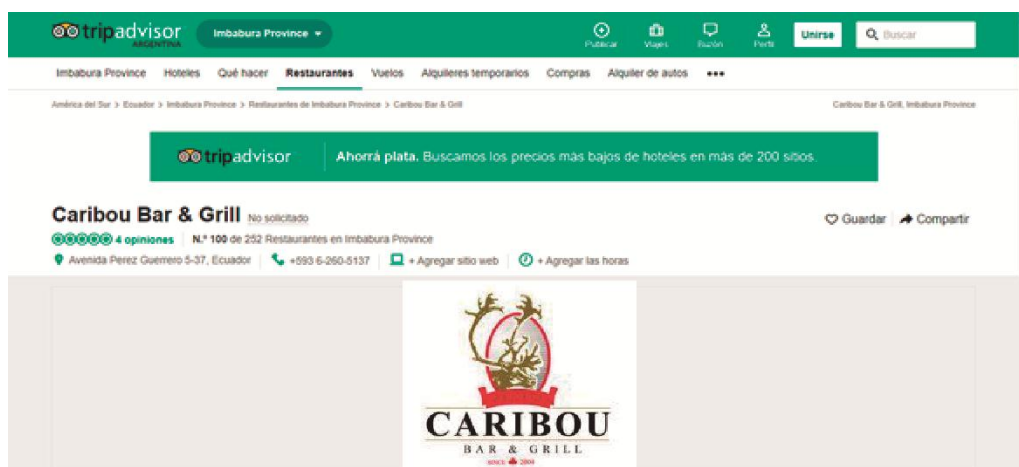 tripadvisor
ARGENTINA
Imbabura Province
Publicar
Viajes
Buzón
Perfil
Unirse
Buscar
Imbabura Province Hoteles Qué hacer Restaurantes Vuelos Alquileres temporarios Compras Alquiler de autos •••
América del Sur > Ecuador > Imbabura Province > Restaurantes de Imbabura Province > Caribou Bar & Grill
Caribou Bar & Grill, Imbabura Province
tripadvisor
Ahorrá plata. Buscamos los precios más bajos de hoteles en más de 200 sitios.
Caribou Bar & Grill No solicitado
Guardar Compartir
4 opiniones N.° 100 de 252 Restaurantes en Imbabura Province
Avenida Perez Guerrero 5-37, Ecuador +593 6-260-5137 + Agregar sitio web + Agregar las horas
CARIBOU
BAR & GRILL
SINCE 2004